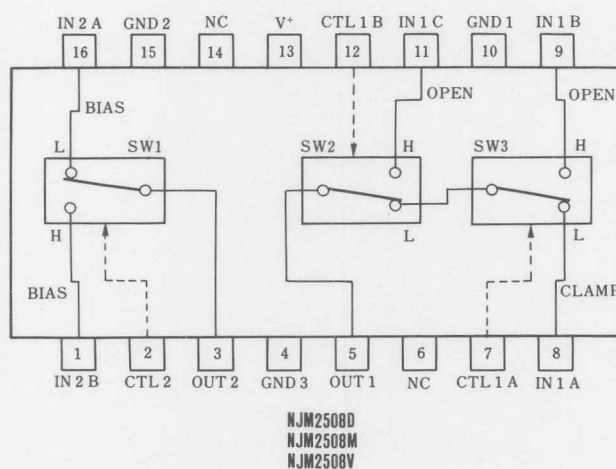 IN 2 A GND 2 NC V+ CTL 1 B IN 1 C GND 1 IN 1 B
16 15 14 13 12 11 10 9
BIAS OPEN OPEN
L SW1 SW2 H SW3 H
H L L
BIAS CLAMP
1 2 3 4 5 6 7 8
IN 2 B CTL 2 OUT 2 GND 3 OUT 1 NC CTL 1 A IN 1 A
NJM2508D
NJM2508M
NJM2508V